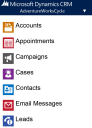 Microsoft Dynamics CRM
AdventureWorksCycle
Accounts
Appointments
Campaigns
Cases
Contacts
Email Messages
Leads